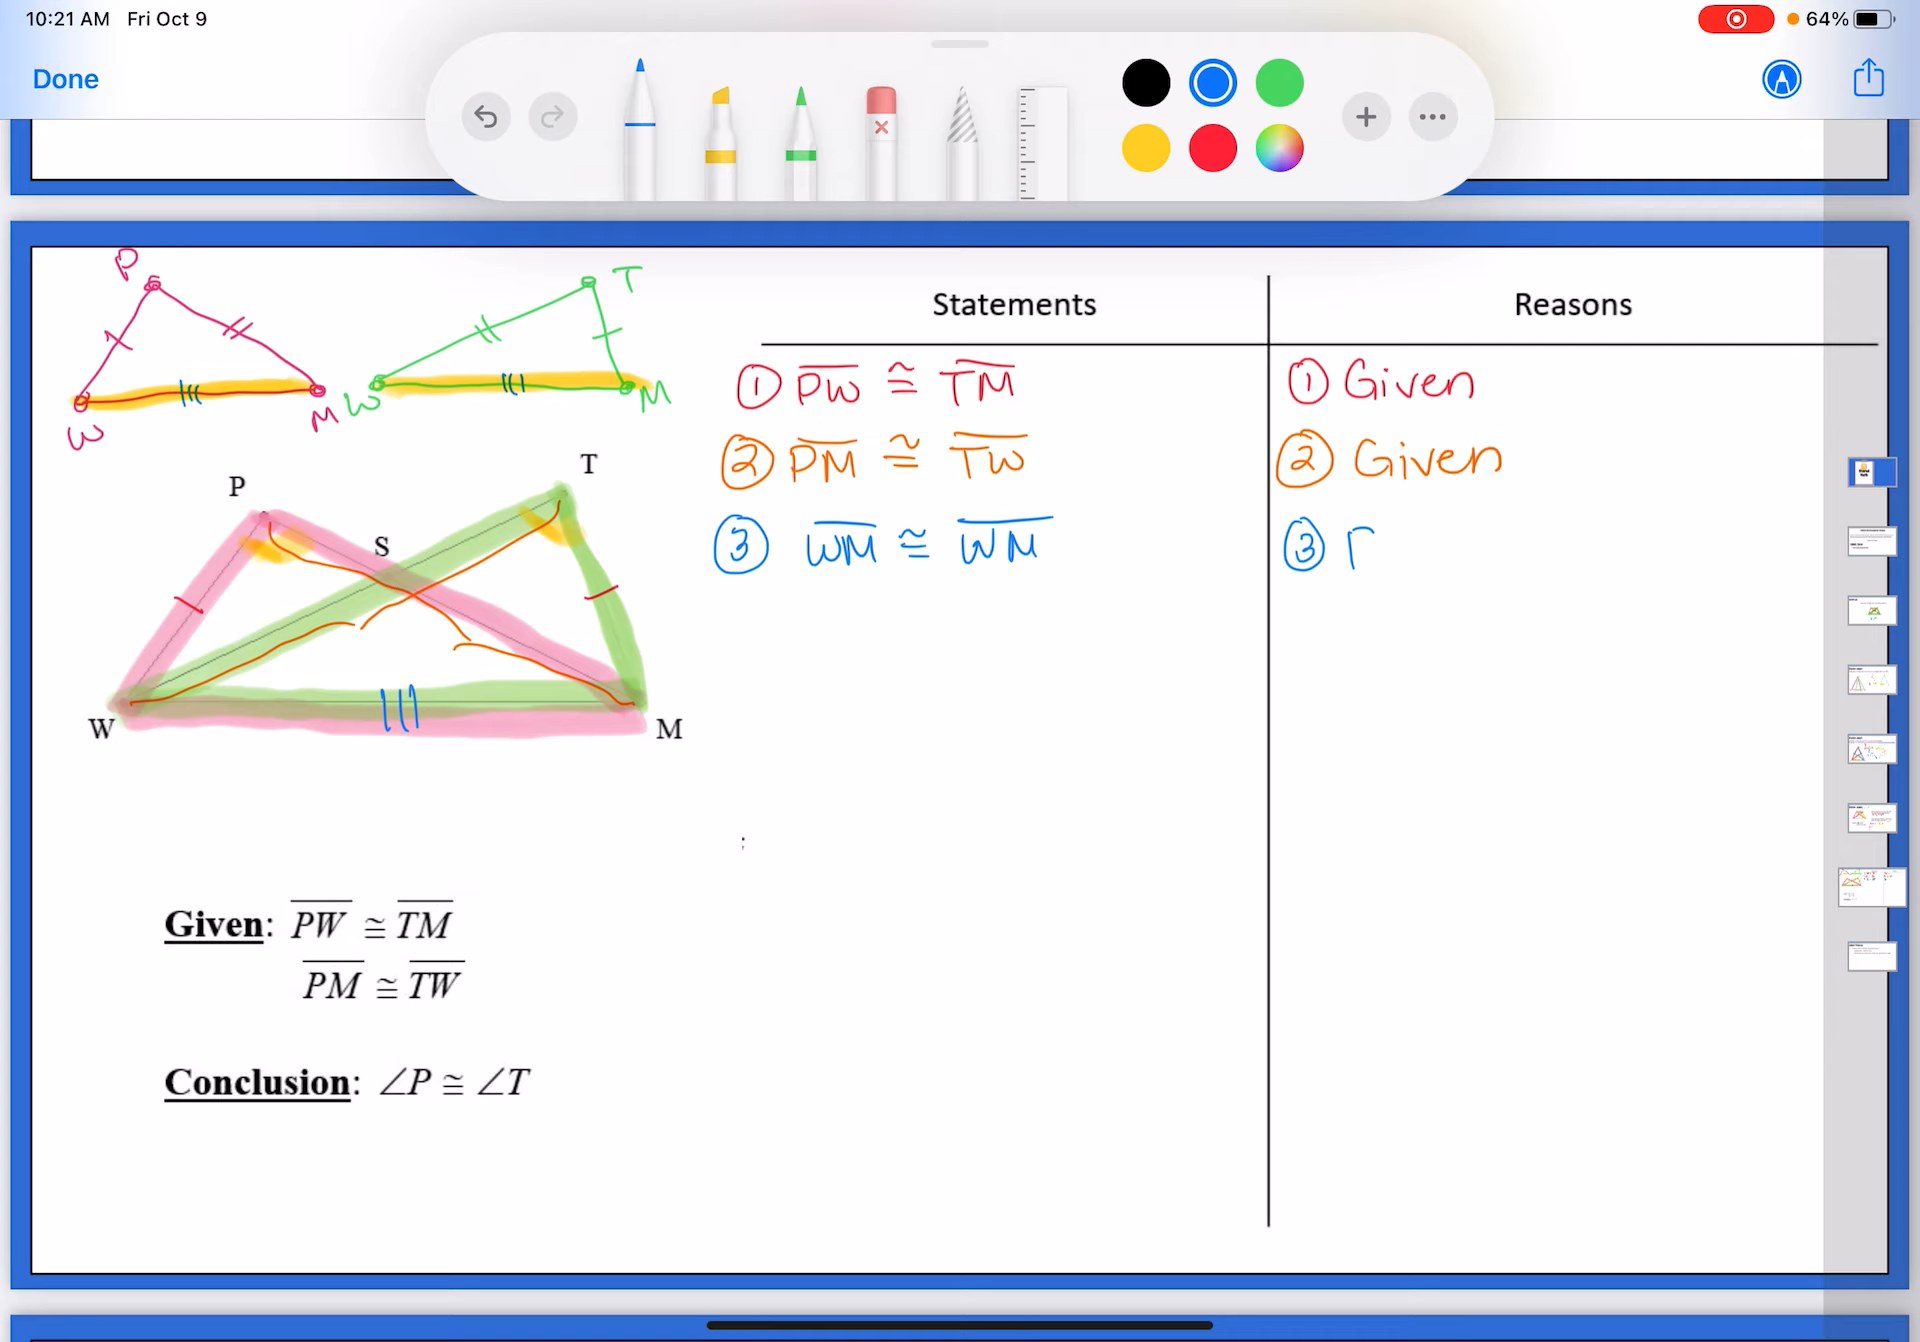 10:21 AM Fri Oct 9
64%
Done
P
T
W
M
W
M
Statements
Reasons
① PW ≅ TM
① Given
② PM ≅ TW
② Given
③ WM ≅ WM
③
P
T
S
W
M
Given: PW ≅ TM
PM ≅ TW
Conclusion: ∠P ≅ ∠T